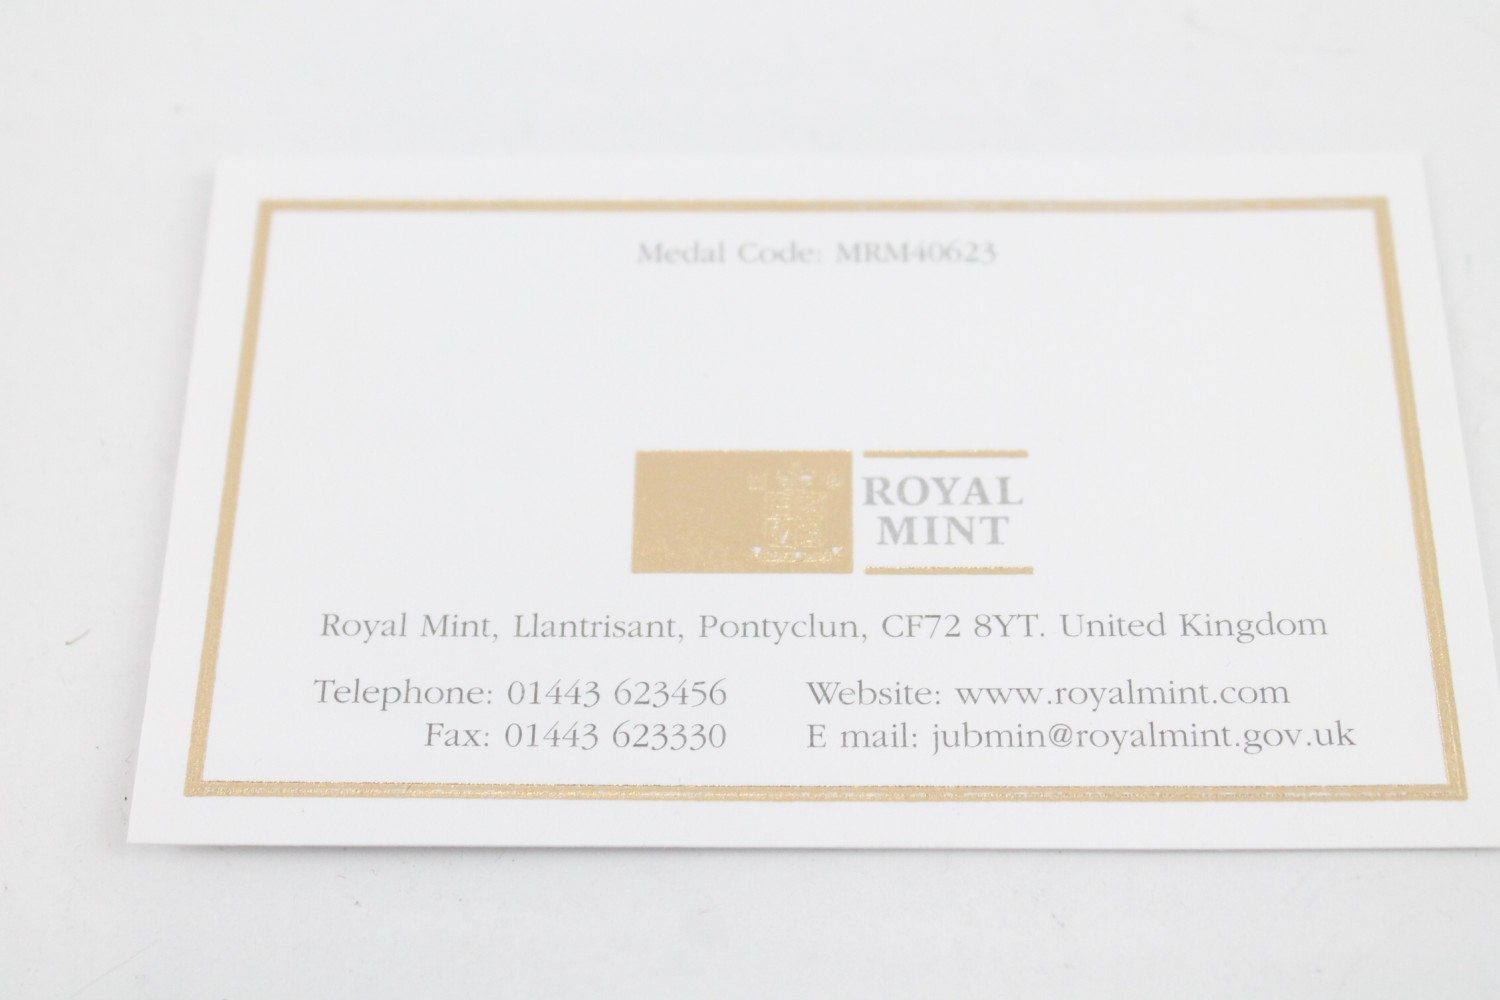 Medal Code: MRM40623
ROYAL
MINT
Royal Mint, Llantrisant, Pontyclun, CF72 8YT. United Kingdom
Telephone: 01443 623456 Website: www.royalmint.com
Fax: 01443 623330 E mail: jubmin@royalmint.gov.uk